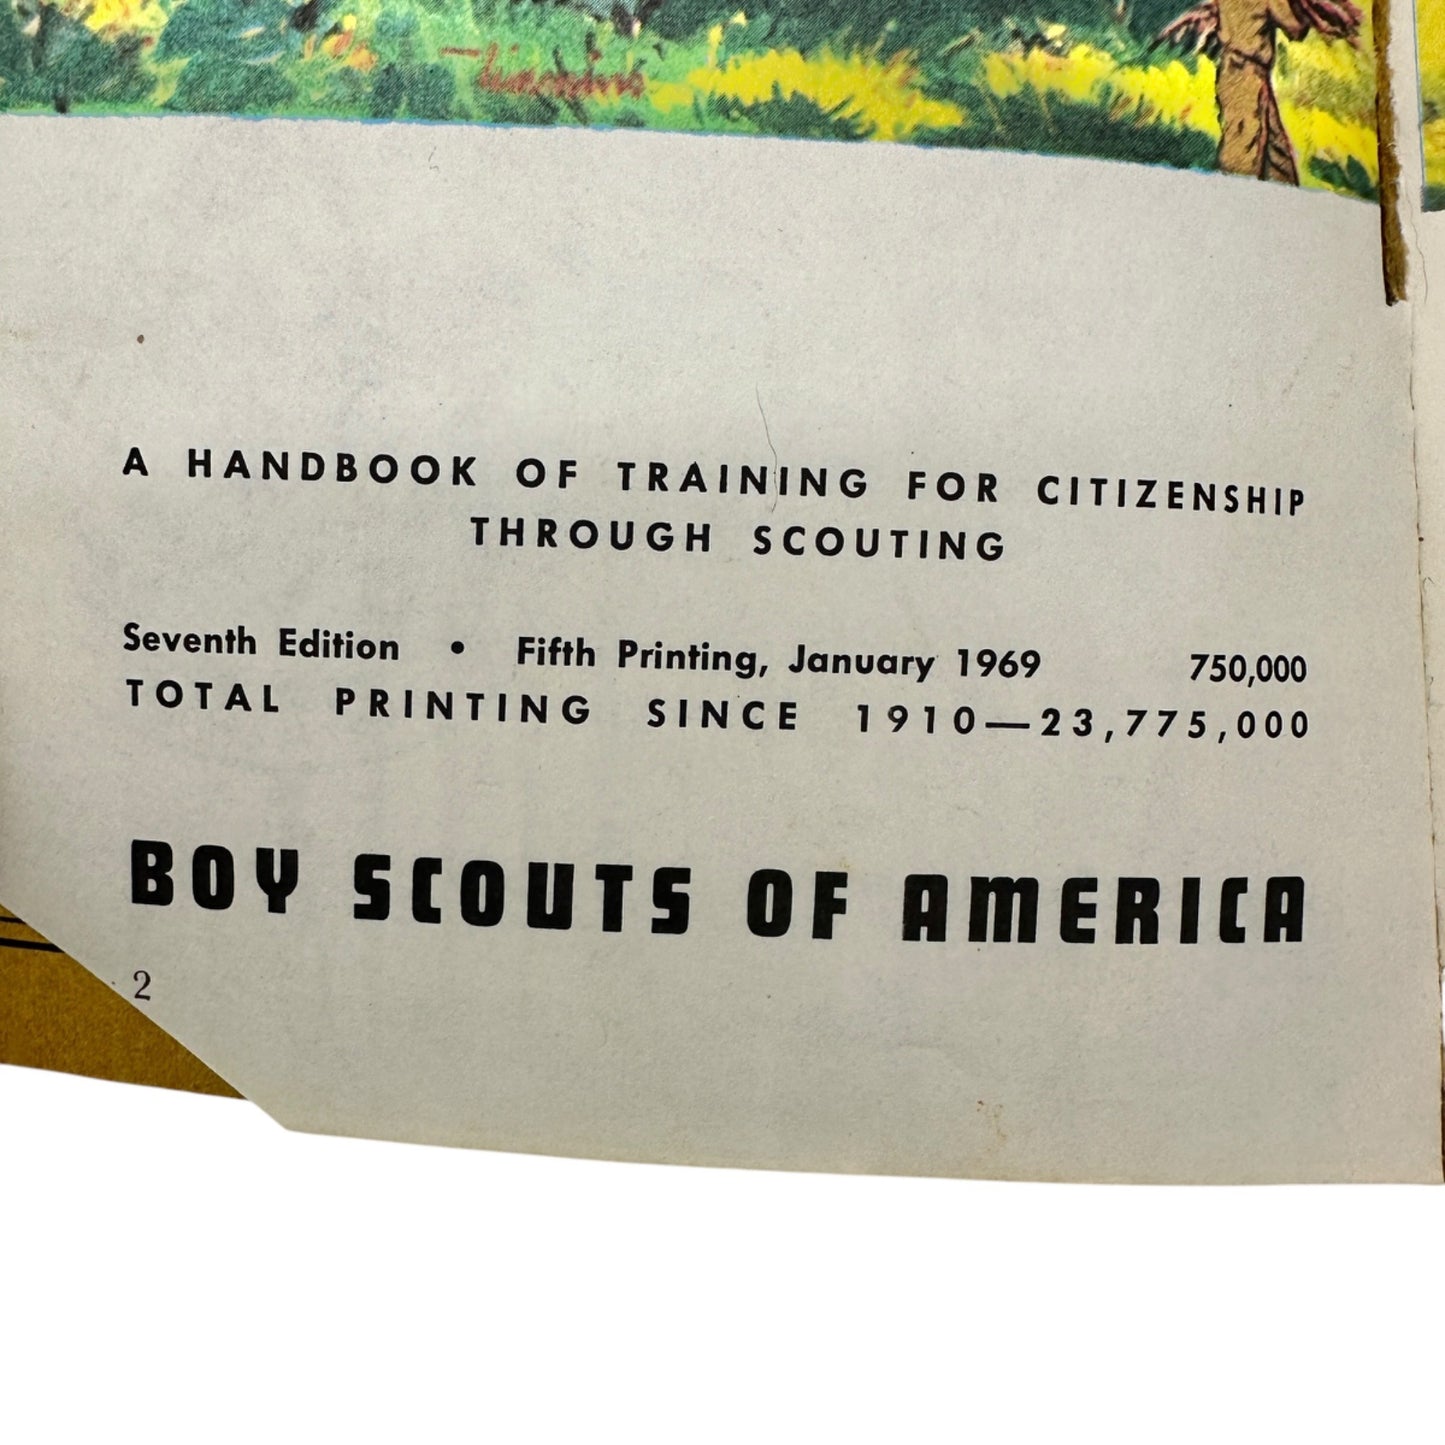 A HANDBOOK OF TRAINING FOR CITIZENSHIP
THROUGH SCOUTING
Seventh Edition • Fifth Printing, January 1969 750,000
TOTAL PRINTING SINCE 1910—23,775,000
BOY SCOUTS OF AMERICA
2